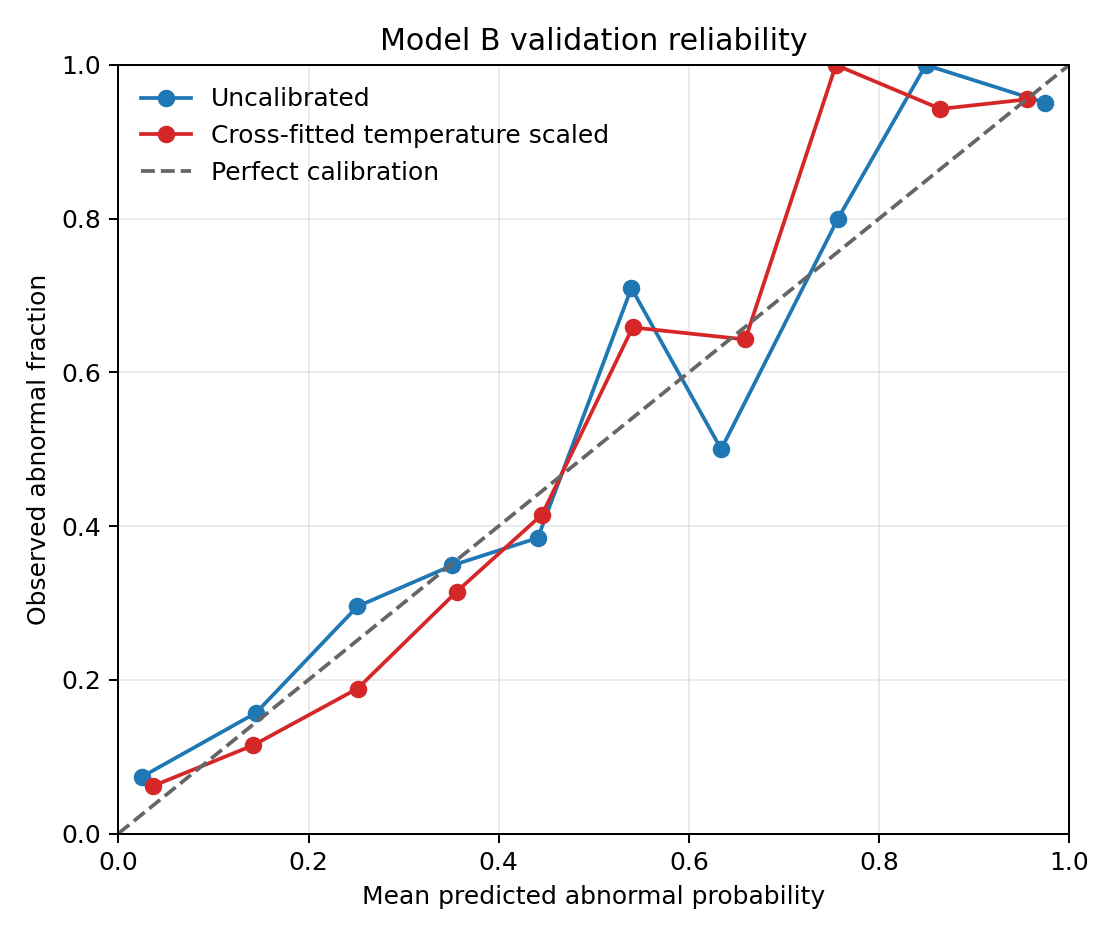 Model B validation reliability
Uncalibrated
Cross-fitted temperature scaled
Perfect calibration
1.0
0.8
0.6
0.4
0.2
0.0
Observed abnormal fraction
0.0 0.2 0.4 0.6 0.8 1.0
Mean predicted abnormal probability